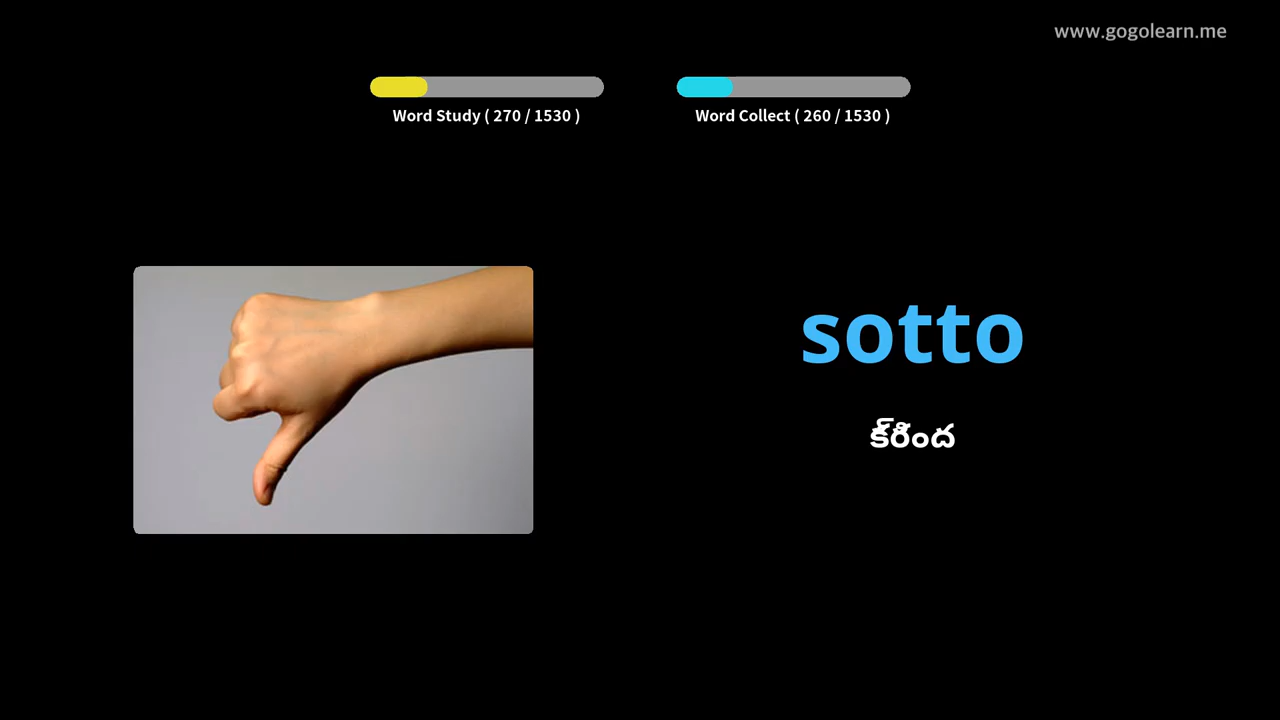 www.gogolearn.me
Word Study ( 270 / 1530 )
Word Collect ( 260 / 1530 )
sotto
క్రింద